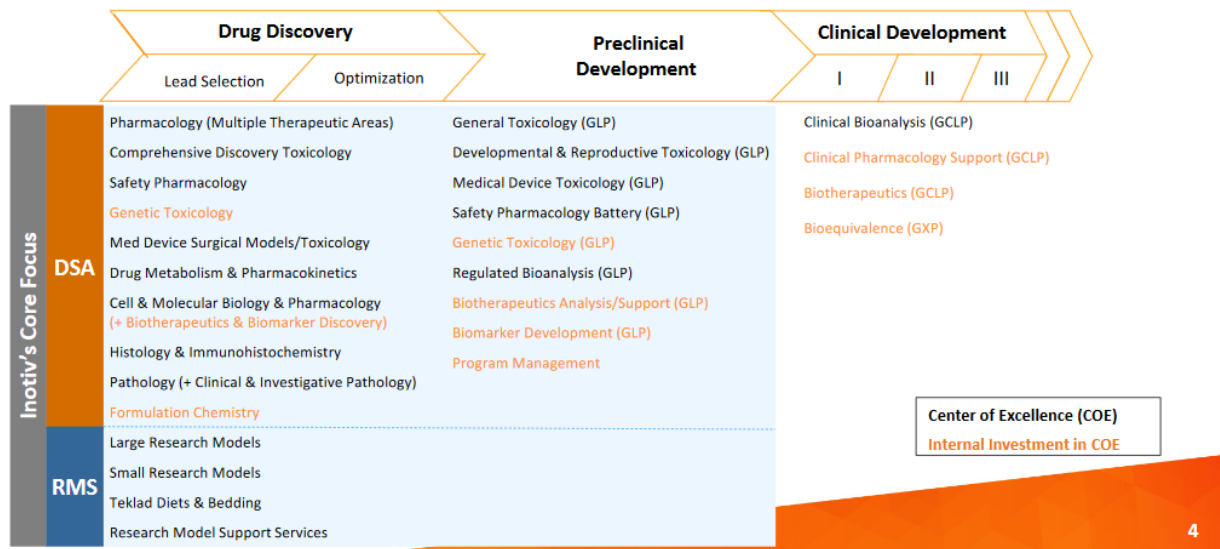 Drug Discovery
Lead Selection
Optimization
Preclinical
Development
Clinical Development
I
II
III
Inotiv's Core Focus
DSA
Pharmacology (Multiple Therapeutic Areas)
Comprehensive Discovery Toxicology
Safety Pharmacology
Genetic Toxicology
Med Device Surgical Models/Toxicology
Drug Metabolism & Pharmacokinetics
Cell & Molecular Biology & Pharmacology
(+ Biotherapeutics & Biomarker Discovery)
Histology & Immunohistochemistry
Pathology (+ Clinical & Investigative Pathology)
Formulation Chemistry
General Toxicology (GLP)
Developmental & Reproductive Toxicology (GLP)
Medical Device Toxicology (GLP)
Safety Pharmacology Battery (GLP)
Genetic Toxicology (GLP)
Regulated Bioanalysis (GLP)
Biotherapeutics Analysis/Support (GLP)
Biomarker Development (GLP)
Program Management
Clinical Bioanalysis (GCLP)
Clinical Pharmacology Support (GCLP)
Biotherapeutics (GCLP)
Bioequivalence (GXP)
RMS
Large Research Models
Small Research Models
Teklad Diets & Bedding
Research Model Support Services
Center of Excellence (COE)
Internal Investment in COE
4